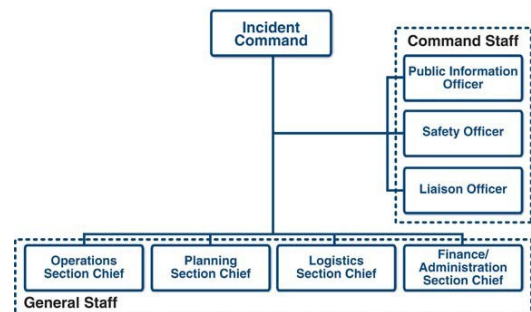 Incident
Command
Command Staff
Public Information
Officer
Safety Officer
Liaison Officer
Operations
Section Chief
Planning
Section Chief
Logistics
Section Chief
Finance/
Administration
Section Chief
General Staff